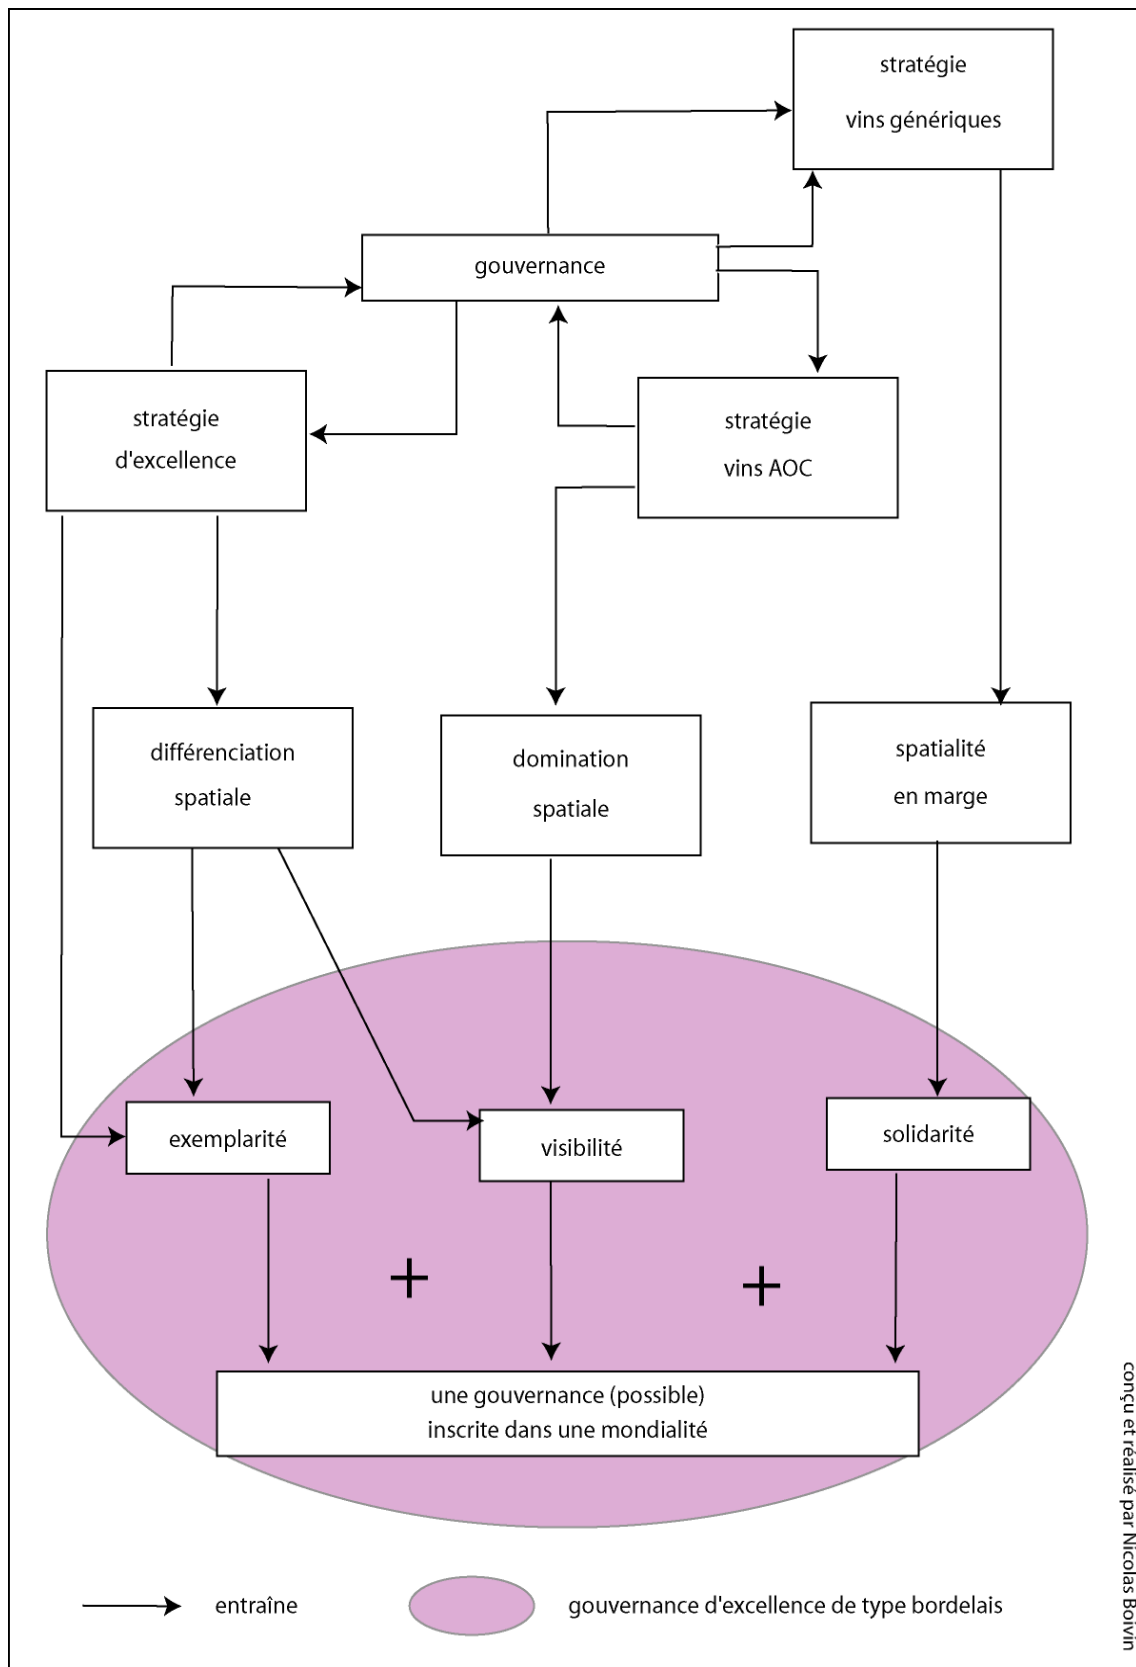 stratégie
vins génériques
gouvernance
stratégie
d'excellence
stratégie
vins AOC
différenciation
spatiale
domination
spatiale
spatialité
en marge
exemplarité
visibilité
solidarité
+
+
une gouvernance (possible)
inscrite dans une mondialité
entraîne
gouvernance d'excellence de type bordelais
conçu et réalisé par Nicolas Boivin